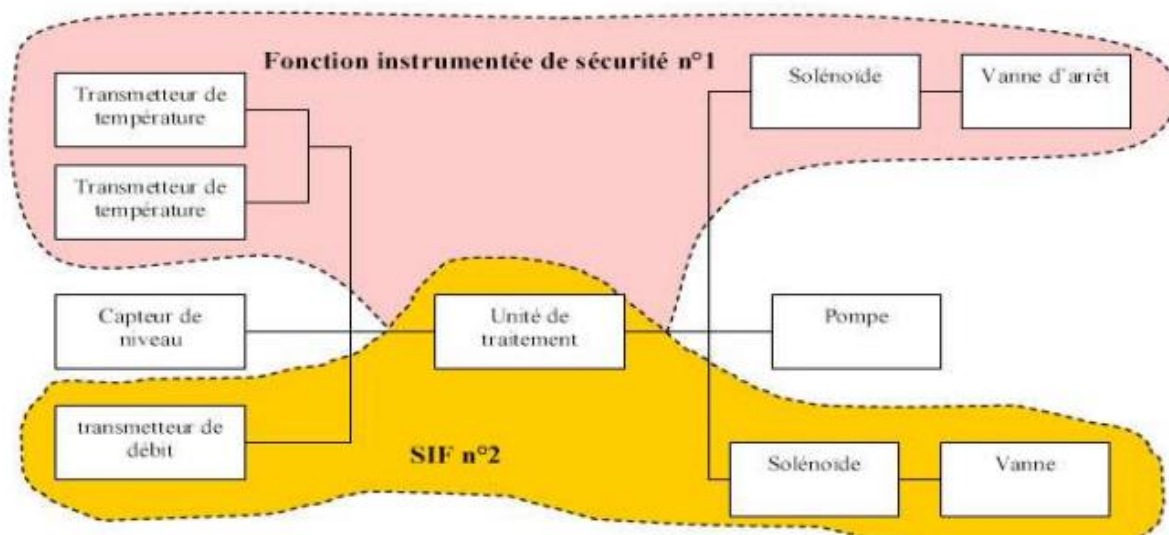 Fonction instrumentée de sécurité n°1
Transmetteur de
température
Solénoïde
Vanne d'arrêt
Transmetteur de
température
Capteur de
niveau
Unité de
traitement
Pompe
transmetteur de
débit
SIF n°2
Solénoïde
Vanne